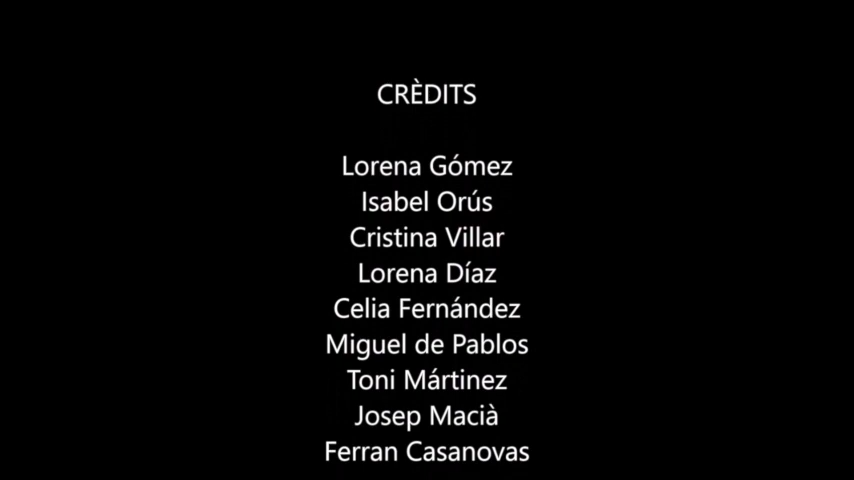 CRÈDITS
Lorena Gómez
Isabel Orús
Cristina Villar
Lorena Díaz
Celia Fernández
Miguel de Pablos
Toni Mártinez
Josep Macià
Ferran Casanovas